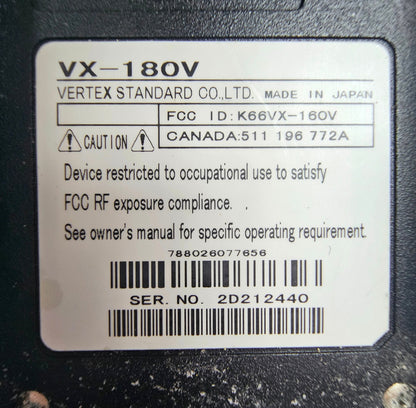 VX-180V
VERTEX STANDARD CO.,LTD. MADE IN JAPAN
FCC ID:K66VX-160V
CAUTION CANADA:511 196 772A
Device restricted to occupational use to satisfy
FCC RF exposure compliance.
See owner's manual for specific operating requirement.
788026077656
SER. NO. 2D212440